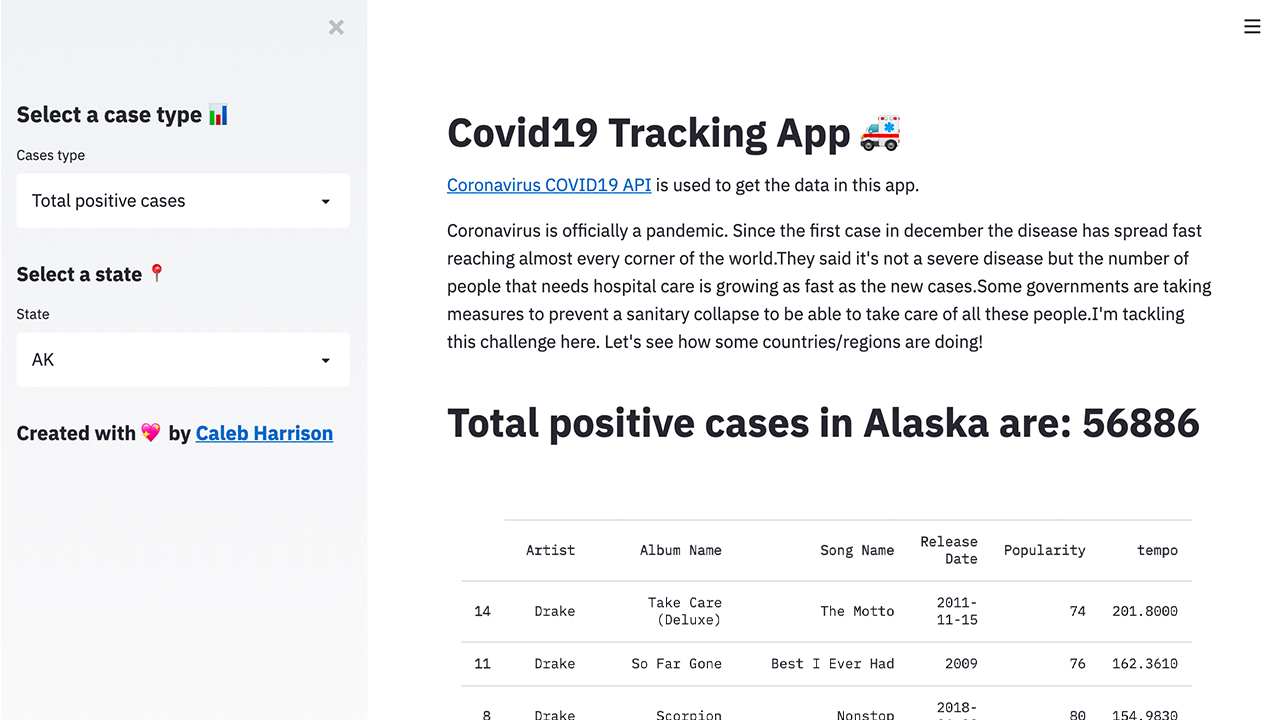 Select a case type
Cases type
Total positive cases
Select a state
State
AK
Created with by Caleb Harrison
Covid19 Tracking App
Coronavirus COVID19 API is used to get the data in this app.
Coronavirus is officially a pandemic. Since the first case in december the disease has spread fast
reaching almost every corner of the world.They said it's not a severe disease but the number of
people that needs hospital care is growing as fast as the new cases.Some governments are taking
measures to prevent a sanitary collapse to be able to take care of all these people.I'm tackling
this challenge here. Let's see how some countries/regions are doing!
Total positive cases in Alaska are: 56886
Artist Album Name Song Name Release Date Popularity tempo
14 Drake Take Care (Deluxe) The Motto 2011-11-15 74 201.8000
11 Drake So Far Gone Best I Ever Had 2009 76 162.3610
8 Drake Scorpion Nonstop 2018- 80 154.9830